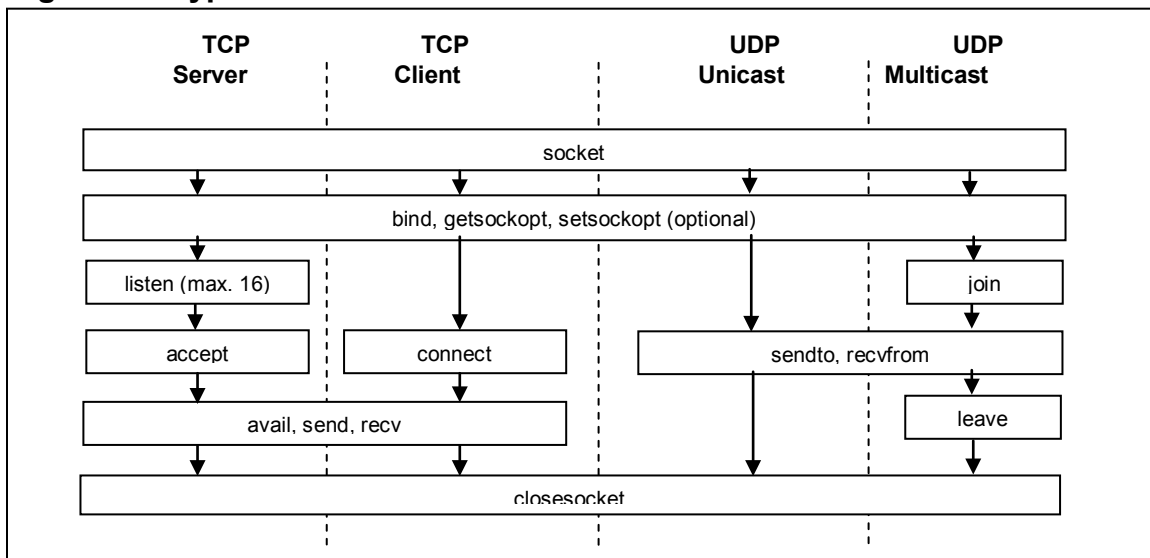 TCP Server
TCP Client
UDP Unicast
UDP Multicast
socket
bind, getsockopt, setsockopt (optional)
listen (max. 16)
join
accept
connect
sendto, recvfrom
avail, send, recv
leave
closesocket